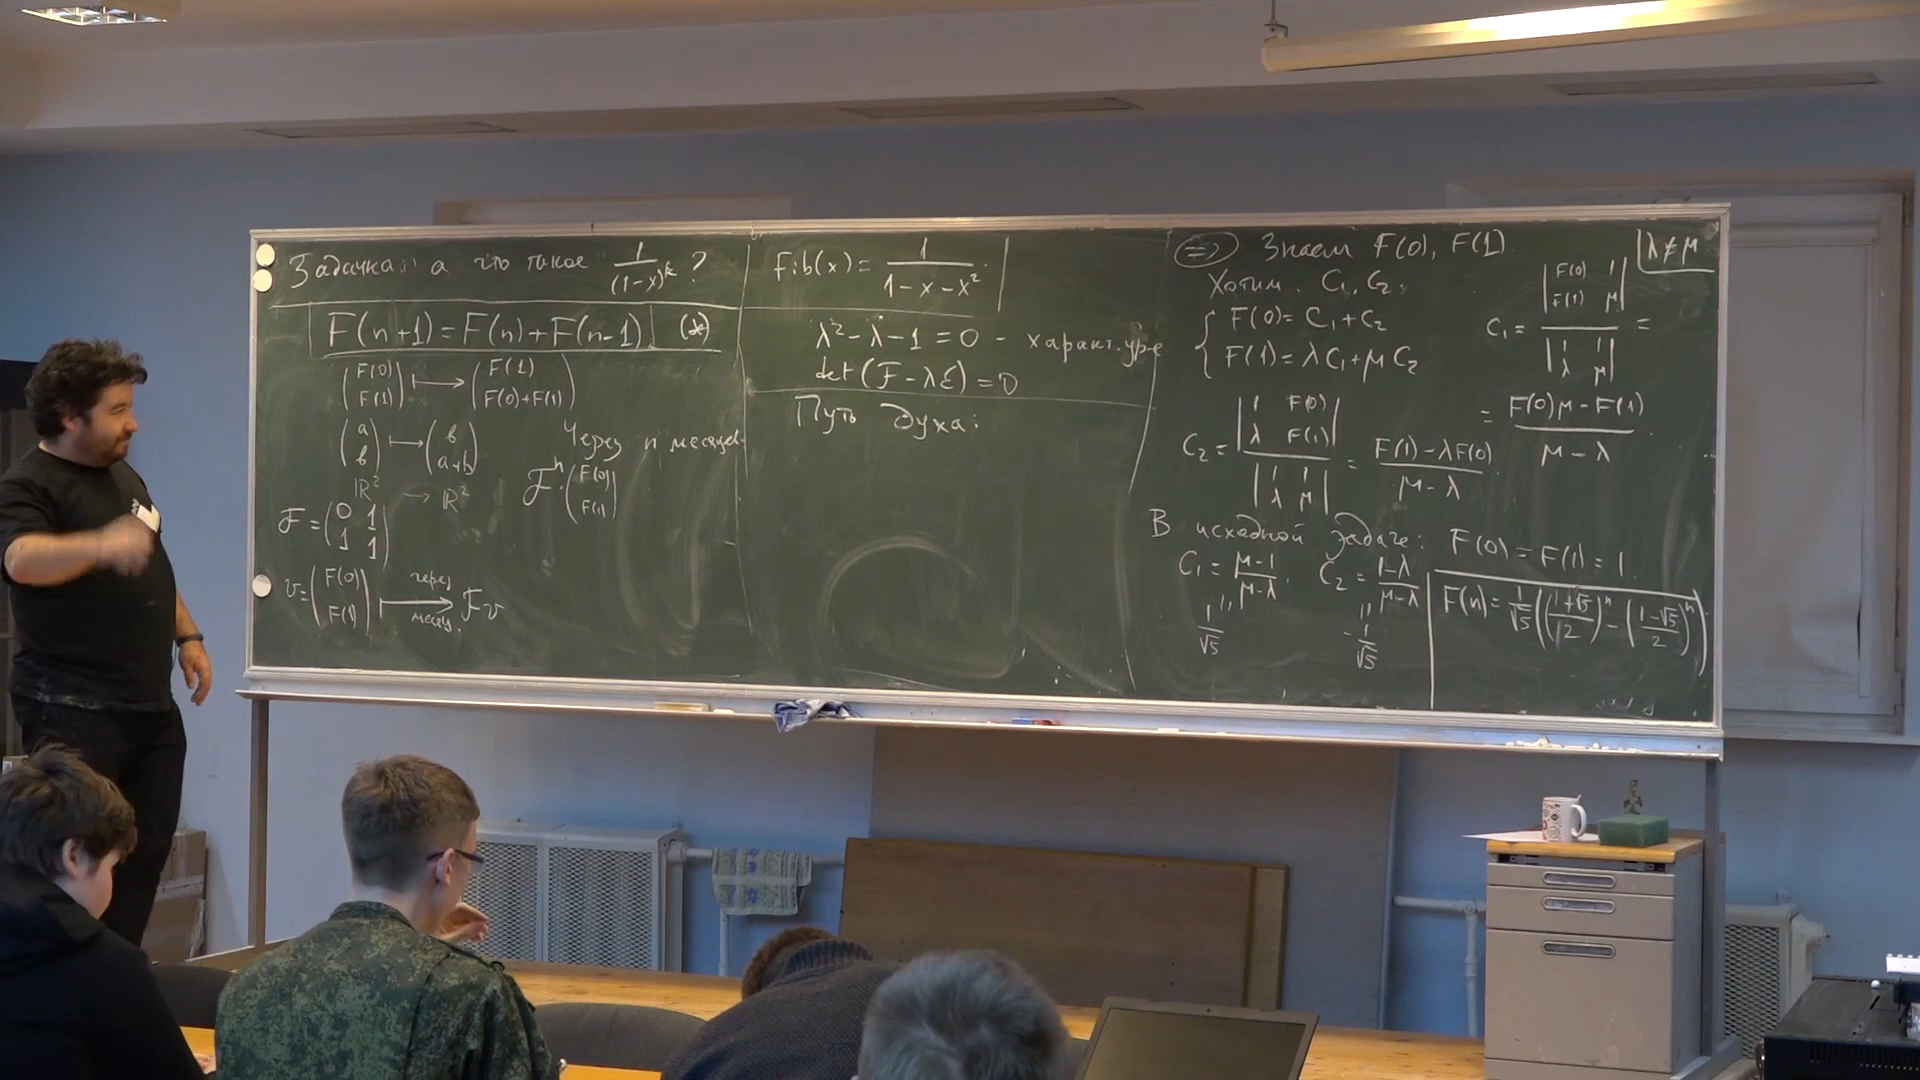 Задачка: а что такое 1/(1-x)^k ?
F(n+1) = F(n) + F(n-1) (*)
(F(0) F(1)) ↦ (F(1) F(0)+F(1))
(a b) ↦ (b a+b)
ℝ² → ℝ²
Через n месяцев
ℱⁿ · (F(0) F(1))
ℱ = (0 1 1 1)
v = (F(0) F(1)) ↦ ℱv
через
месяц.
Fib(x) = 1/(1-x-x²)
λ² - λ - 1 = 0 - характ. ур-е
det(ℱ - λE) = 0
Путь духа:
=> Знаем F(0), F(1).
λ ≠ μ
Хотим C₁, C₂
{ F(0) = C₁ + C₂
F(1) = λC₁ + μC₂
C₁ = |F(0) 1 F(1) μ| / |1 1 λ μ| =
= (F(0)μ - F(1))/(μ - λ)
C₂ = |1 F(0) λ F(1)| / |1 1 λ μ| = (F(1) - λF(0))/(μ - λ)
В исходной задаче: F(0) = F(1) = 1.
C₁ = (μ-1)/(μ-λ), C₂ = (1-λ)/(μ-λ)
1/√5
-1/√5
F(n) = 1/√5 (((1+√5)/2)ⁿ - ((1-√5)/2)ⁿ)